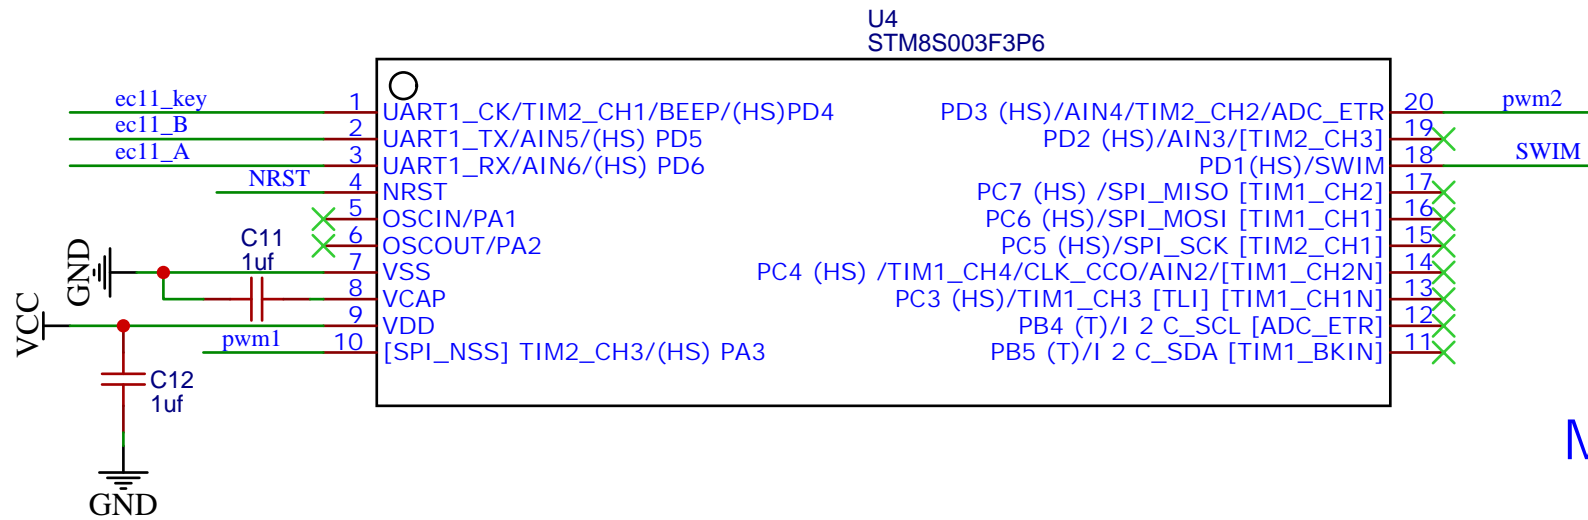 U4
STM8S003F3P6
ec11_key
1
UART1_CK/TIM2_CH1/BEEP/(HS)PD4
ec11_B
2
UART1_TX/AIN5/(HS) PD5
ec11_A
3
UART1_RX/AIN6/(HS) PD6
NRST
4
NRST
5
OSCIN/PA1
6
OSCOUT/PA2
GND
C11
1uf
7
VSS
8
VCAP
VCC
9
VDD
pwm1
10
[SPI_NSS] TIM2_CH3/(HS) PA3
C12
1uf
GND
PD3 (HS)/AIN4/TIM2_CH2/ADC_ETR
20
pwm2
PD2 (HS)/AIN3/[TIM2_CH3]
19
PD1(HS)/SWIM
18
SWIM
PC7 (HS) /SPI_MISO [TIM1_CH2]
17
PC6 (HS)/SPI_MOSI [TIM1_CH1]
16
PC5 (HS)/SPI_SCK [TIM2_CH1]
15
PC4 (HS) /TIM1_CH4/CLK_CCO/AIN2/[TIM1_CH2N]
14
PC3 (HS)/TIM1_CH3 [TLI] [TIM1_CH1N]
13
PB4 (T)/I 2 C_SCL [ADC_ETR]
12
PB5 (T)/I 2 C_SDA [TIM1_BKIN]
11